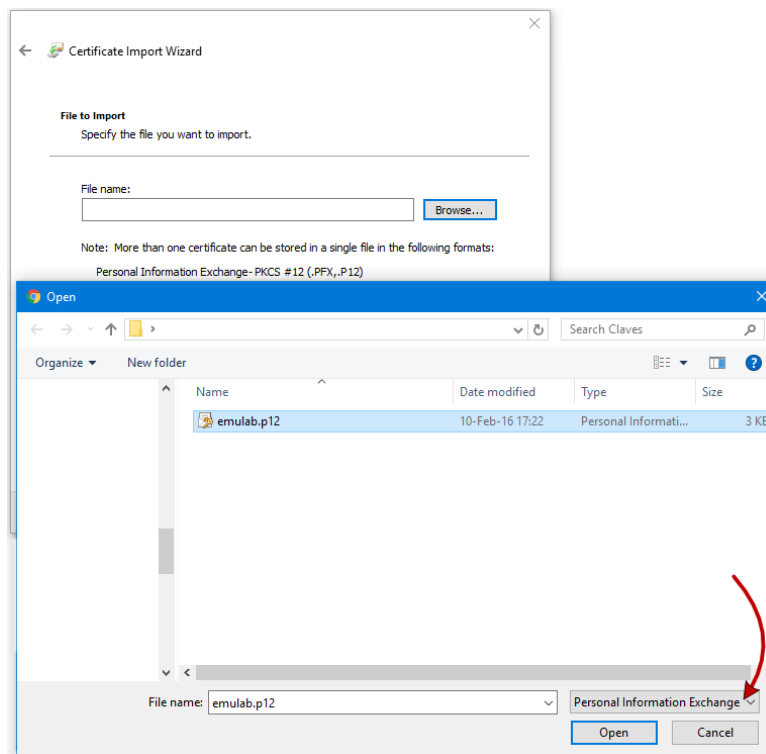 Certificate Import Wizard
File to Import
Specify the file you want to import.
File name:
Browse...
Note: More than one certificate can be stored in a single file in the following formats:
Personal Information Exchange- PKCS #12 (.PFX,.P12)
Open
Search Claves
Organize
New folder
Name Date modified Type Size
emulab.p12 10-Feb-16 17:22 Personal Informati... 3 KB
File name: emulab.p12 Personal Information Exchange
Open Cancel